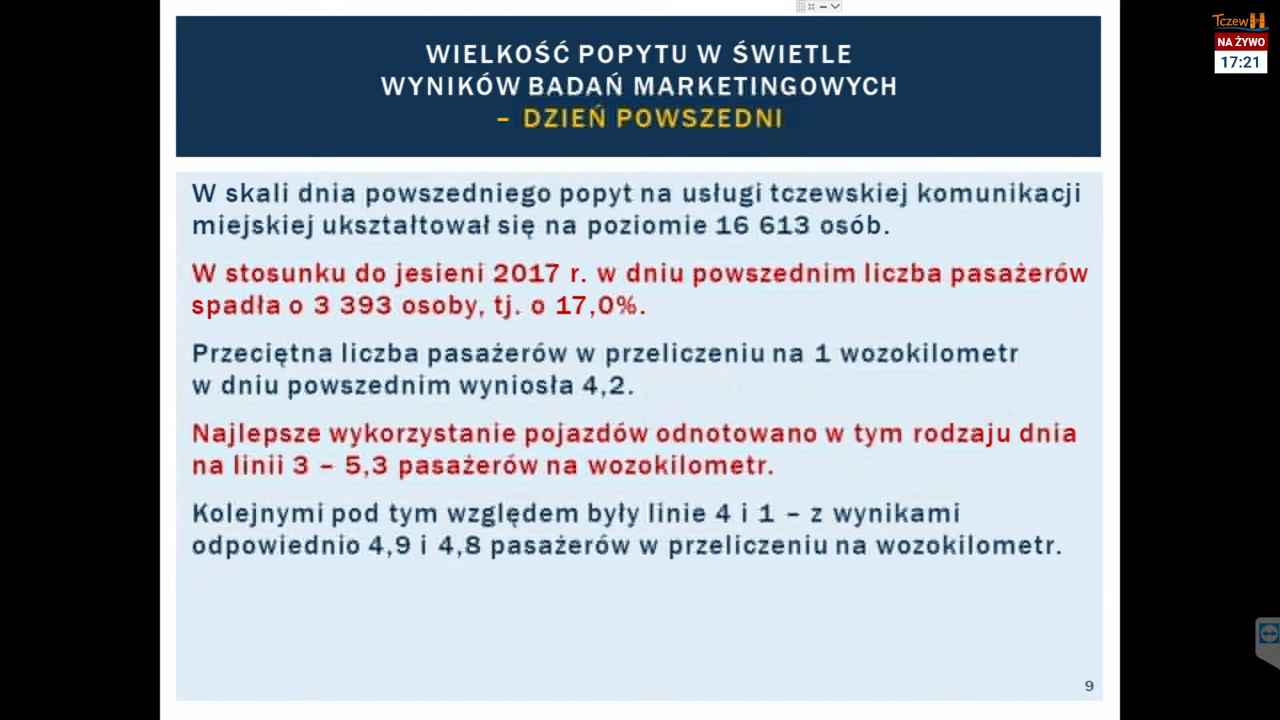 Tczew
NA ŻYWO
17:21
WIELKOŚĆ POPYTU W ŚWIETLE
WYNIKÓW BADAŃ MARKETINGOWYCH
– DZIEŃ POWSZEDNI
W skali dnia powszedniego popyt na usługi tczewskiej komunikacji
miejskiej ukształtował się na poziomie 16 613 osób.
W stosunku do jesieni 2017 r. w dniu powszednim liczba pasażerów
spadła o 3 393 osoby, tj. o 17,0%.
Przeciętna liczba pasażerów w przeliczeniu na 1 wozokilometr
w dniu powszednim wyniosła 4,2.
Najlepsze wykorzystanie pojazdów odnotowano w tym rodzaju dnia
na linii 3 – 5,3 pasażerów na wozokilometr.
Kolejnymi pod tym względem były linie 4 i 1 – z wynikami
odpowiednio 4,9 i 4,8 pasażerów w przeliczeniu na wozokilometr.
9